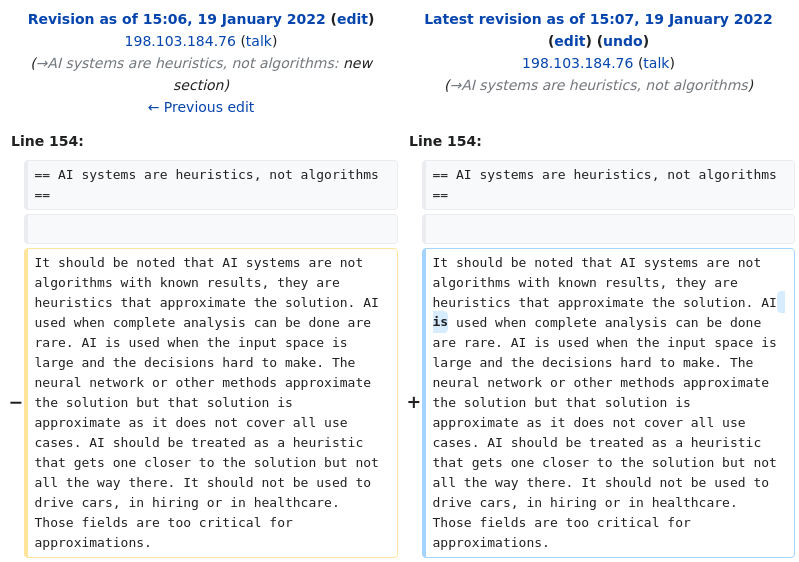 Revision as of 15:06, 19 January 2022 (edit)
198.103.184.76 (talk)
(→AI systems are heuristics, not algorithms: new
section)
← Previous edit
Latest revision as of 15:07, 19 January 2022
(edit) (undo)
198.103.184.76 (talk)
(→AI systems are heuristics, not algorithms)
Line 154:
Line 154:
== AI systems are heuristics, not algorithms
==
== AI systems are heuristics, not algorithms
==
−
It should be noted that AI systems are not
algorithms with known results, they are
heuristics that approximate the solution. AI
used when complete analysis can be done are
rare. AI is used when the input space is
large and the decisions hard to make. The
neural network or other methods approximate
the solution but that solution is
approximate as it does not cover all use
cases. AI should be treated as a heuristic
that gets one closer to the solution but not
all the way there. It should not be used to
drive cars, in hiring or in healthcare.
Those fields are too critical for
approximations.
+
It should be noted that AI systems are not
algorithms with known results, they are
heuristics that approximate the solution. AI
is used when complete analysis can be done
are rare. AI is used when the input space is
large and the decisions hard to make. The
neural network or other methods approximate
the solution but that solution is
approximate as it does not cover all use
cases. AI should be treated as a heuristic
that gets one closer to the solution but not
all the way there. It should not be used to
drive cars, in hiring or in healthcare.
Those fields are too critical for
approximations.